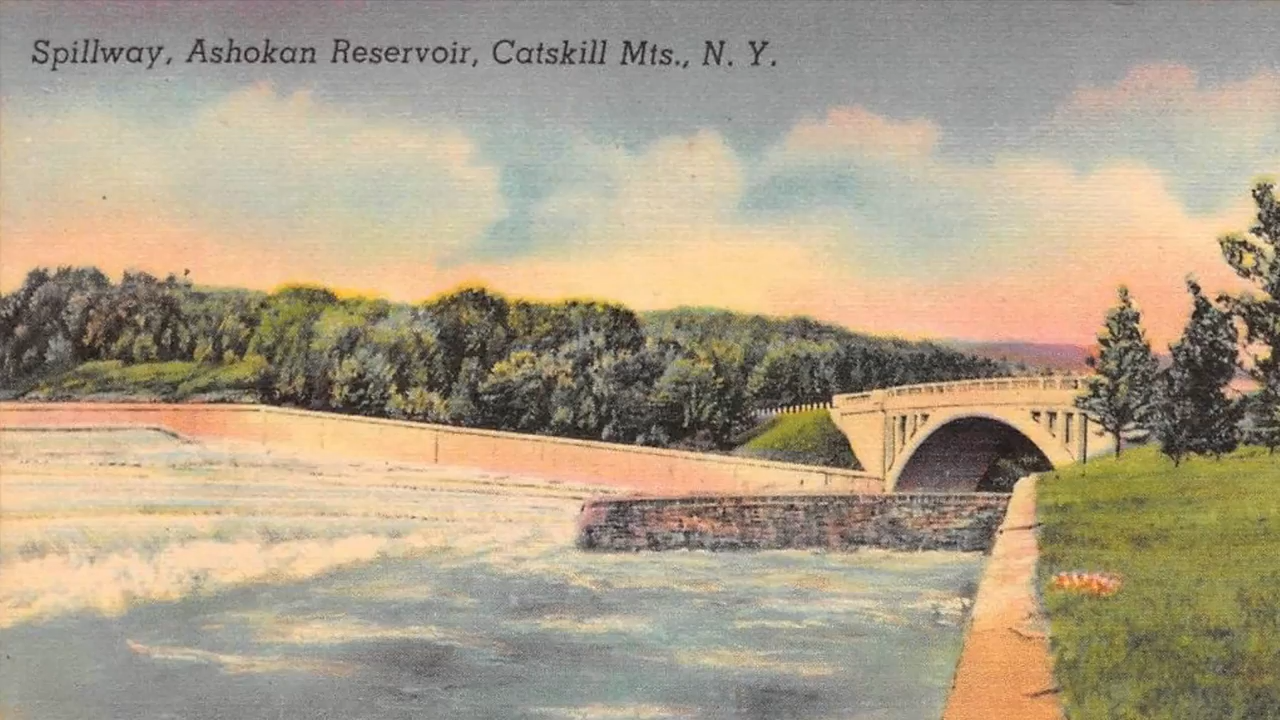 Spillway, Ashokan Reservoir, Catskill Mts., N. Y.